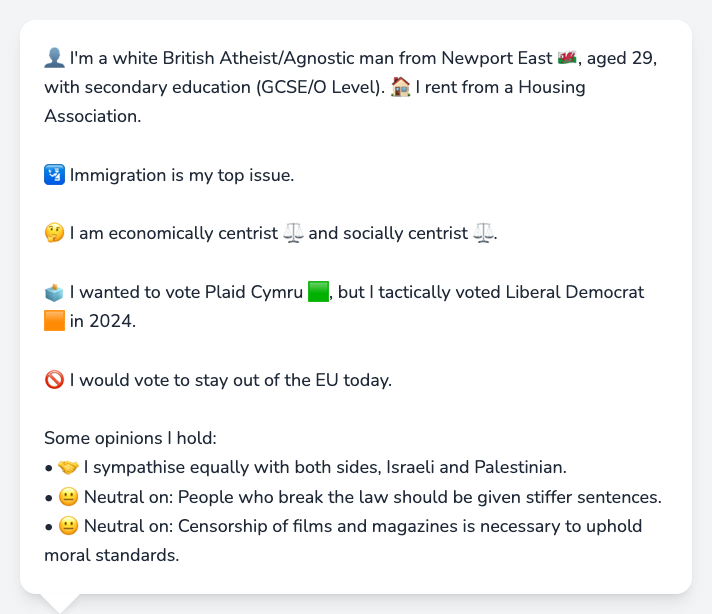 👤 I'm a white British Atheist/Agnostic man from Newport East 🏴󠁧󠁢󠁷󠁬󠁳󠁿, aged 29,
with secondary education (GCSE/O Level). 🏠 I rent from a Housing
Association.
🛂 Immigration is my top issue.
🤔 I am economically centrist ⚖️ and socially centrist ⚖️.
🗳️ I wanted to vote Plaid Cymru 🟩, but I tactically voted Liberal Democrat
🟧 in 2024.
🚫 I would vote to stay out of the EU today.
Some opinions I hold:
• 🤝 I sympathise equally with both sides, Israeli and Palestinian.
• 😐 Neutral on: People who break the law should be given stiffer sentences.
• 😐 Neutral on: Censorship of films and magazines is necessary to uphold
moral standards.